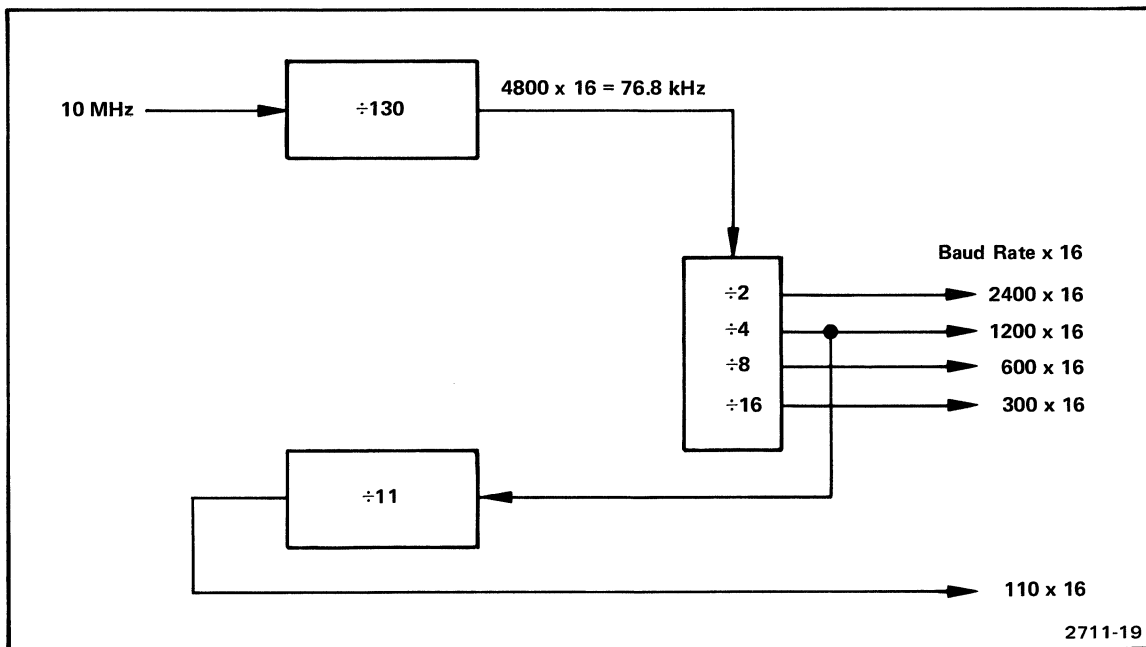 10 MHz
÷130
4800 x 16 = 76.8 kHz
Baud Rate x 16
÷2
2400 x 16
÷4
1200 x 16
÷8
600 x 16
÷16
300 x 16
÷11
110 x 16
2711-19